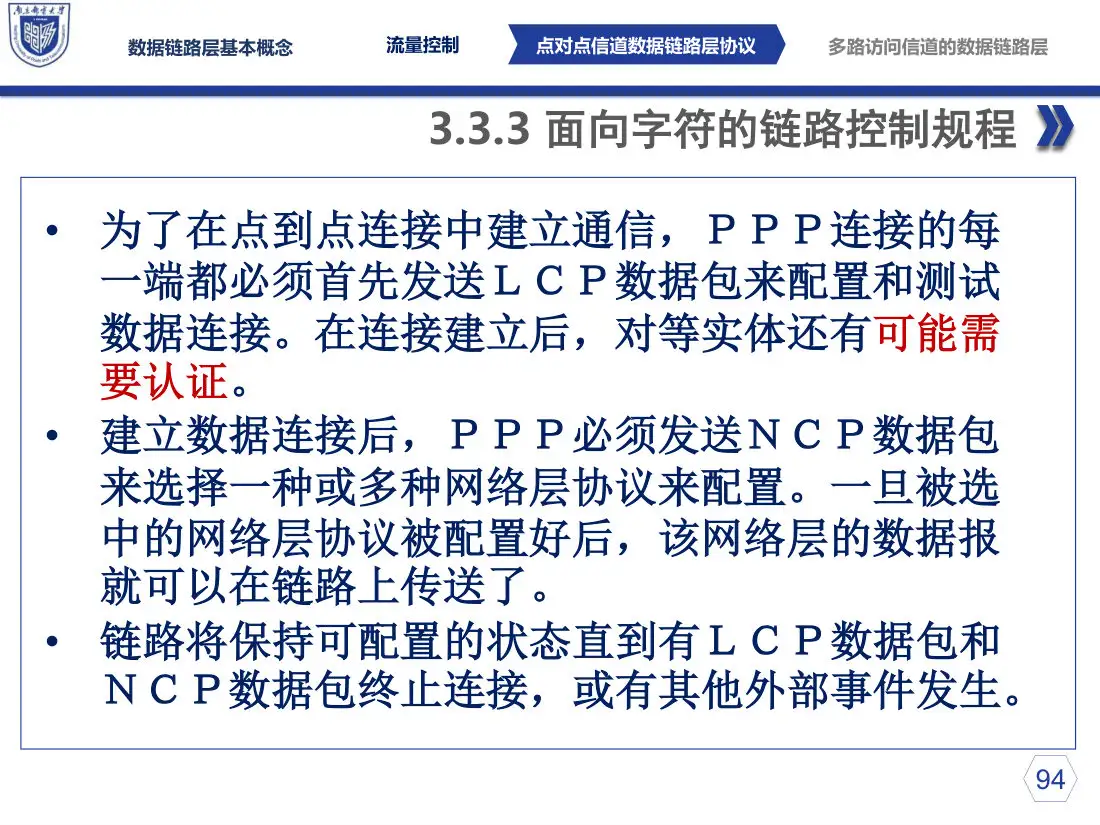 数据链路层基本概念
流量控制
点对点信道数据链路层协议
多路访问信道的数据链路层
3.3.3 面向字符的链路控制规程
• 为了在点到点连接中建立通信，ＰＰＰ连接的每
一端都必须首先发送ＬＣＰ数据包来配置和测试
数据连接。在连接建立后，对等实体还有可能需
要认证。
• 建立数据连接后，ＰＰＰ必须发送ＮＣＰ数据包
来选择一种或多种网络层协议来配置。一旦被选
中的网络层协议被配置好后，该网络层的数据报
就可以在链路上传送了。
• 链路将保持可配置的状态直到有ＬＣＰ数据包和
ＮＣＰ数据包终止连接，或有其他外部事件发生。
94